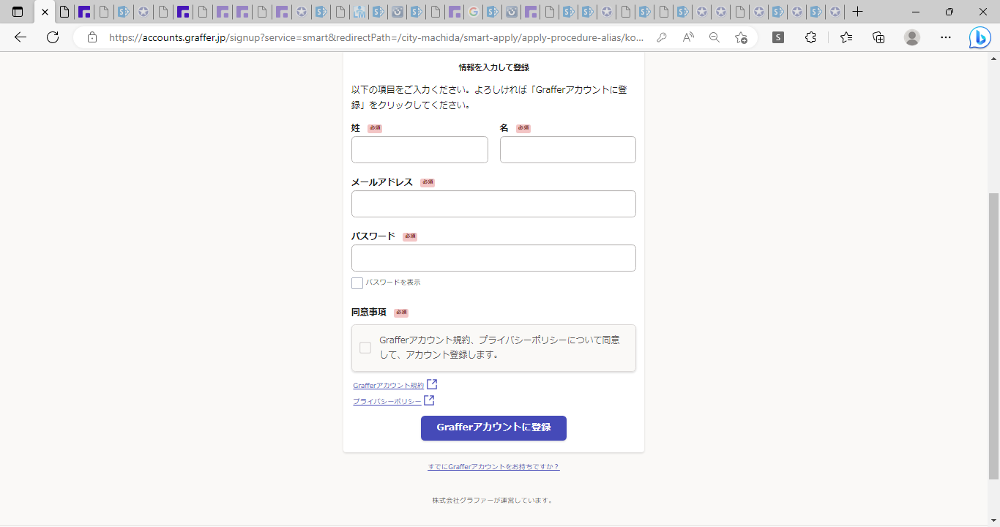 https://accounts.graffer.jp/signup?service=smart&redirectPath=/city-machida/smart-apply/apply-procedure-alias/ko...
情報を入力して登録
以下の項目をご入力ください。よろしければ「Grafferアカウントに登
録」をクリックしてください。
姓 必須 名 必須
メールアドレス 必須
パスワード 必須
パスワードを表示
同意事項 必須
Grafferアカウント規約、プライバシーポリシーについて同意
して、アカウント登録します。
Grafferアカウント規約
プライバシーポリシー
Grafferアカウントに登録
すでにGrafferアカウントをお持ちですか？
株式会社グラファーが運営しています。